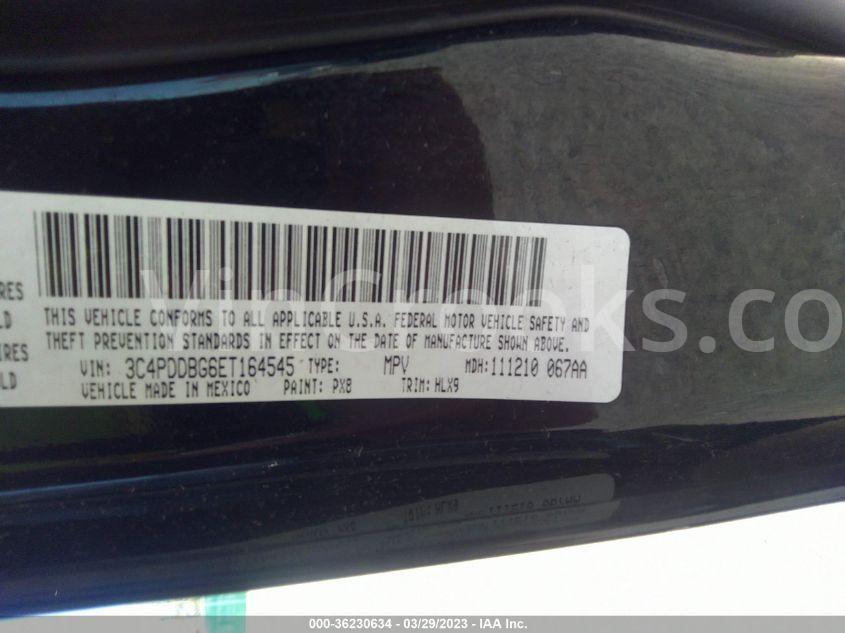 RES
LD
IRES
LD
THIS VEHICLE CONFORMS TO ALL APPLICABLE U.S.A. FEDERAL MOTOR VEHICLE SAFETY AND
THEFT PREVENTION STANDARDS IN EFFECT ON THE DATE OF MANUFACTURE SHOWN ABOVE.
VIN: 3C4PDDBG6ET164545 TYPE: MPV MDH: 111210 067AA
VEHICLE MADE IN MEXICO PAINT: PX8 TRIM: HLX9
VinCrooks.co
000-36230634 - 03/29/2023 - IAA Inc.